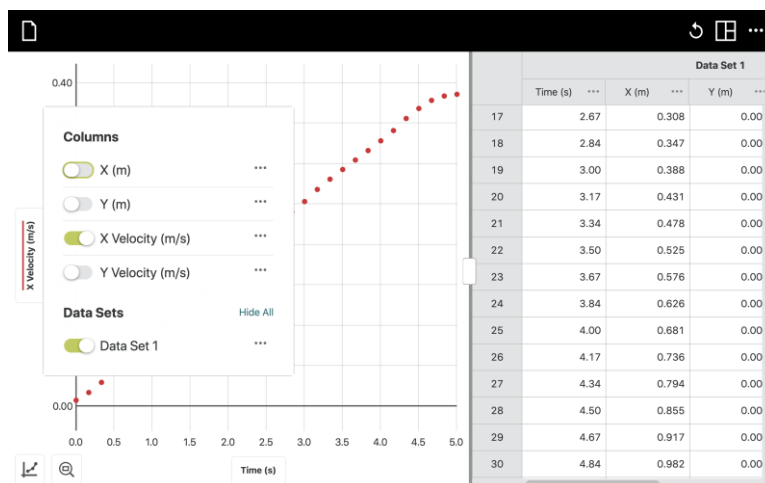 Data Set 1
Time (s) ··· X (m) ··· Y (m) ···
17 2.67 0.308 0.00
18 2.84 0.347 0.00
19 3.00 0.388 0.00
20 3.17 0.431 0.00
21 3.34 0.478 0.00
22 3.50 0.525 0.00
23 3.67 0.576 0.00
24 3.84 0.626 0.00
25 4.00 0.681 0.00
26 4.17 0.736 0.00
27 4.34 0.794 0.00
28 4.50 0.855 0.00
29 4.67 0.917 0.00
30 4.84 0.982 0.00
0.40
Columns
X (m) ···
Y (m) ···
X Velocity (m/s) ···
Y Velocity (m/s) ···
Data Sets Hide All
Data Set 1 ···
X Velocity (m/s)
0.00
0.0 0.5 1.0 1.5 2.0 2.5 3.0 3.5 4.0 4.5 5.0
Time (s)